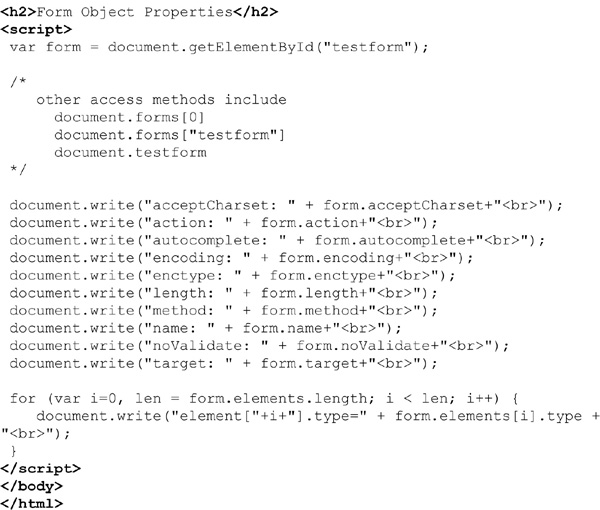 <h2>Form Object Properties</h2>
<script>
var form = document.getElementById("testform");
/*
other access methods include
document.forms[0]
document.forms["testform"]
document.testform
*/
document.write("acceptCharset: " + form.acceptCharset+"<br>");
document.write("action: " + form.action+"<br>");
document.write("autocomplete: " + form.autocomplete+"<br>");
document.write("encoding: " + form.encoding+"<br>");
document.write("enctype: " + form.enctype+"<br>");
document.write("length: " + form.length+"<br>");
document.write("method: " + form.method+"<br>");
document.write("name: " + form.name+"<br>");
document.write("noValidate: " + form.noValidate+"<br>");
document.write("target: " + form.target+"<br>");
for (var i=0, len = form.elements.length; i < len; i++) {
document.write("element["+i+"].type=" + form.elements[i].type +
"<br>");
}
</script>
</body>
</html>